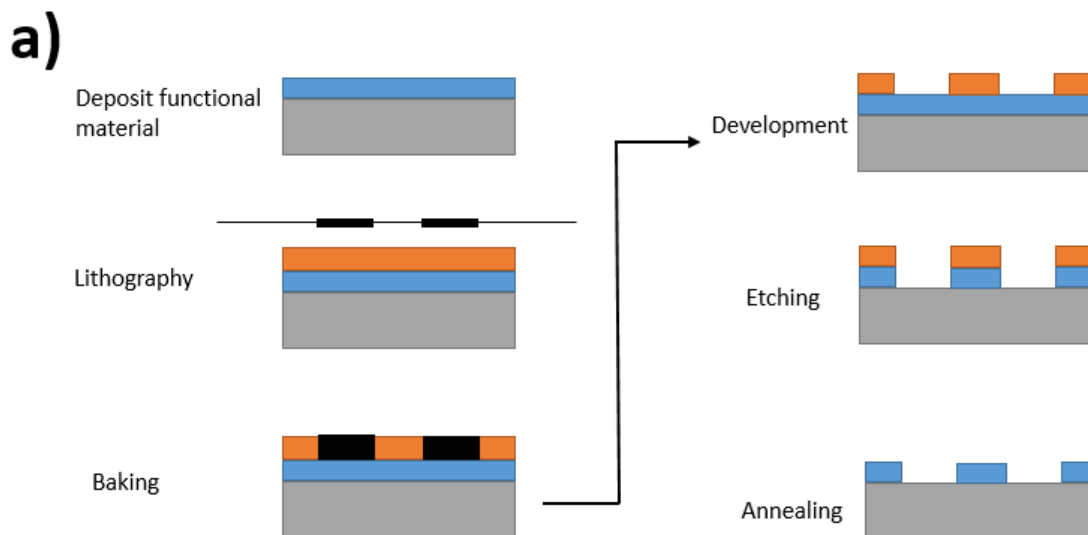 a)
Deposit functional
material
Lithography
Baking
Development
Etching
Annealing